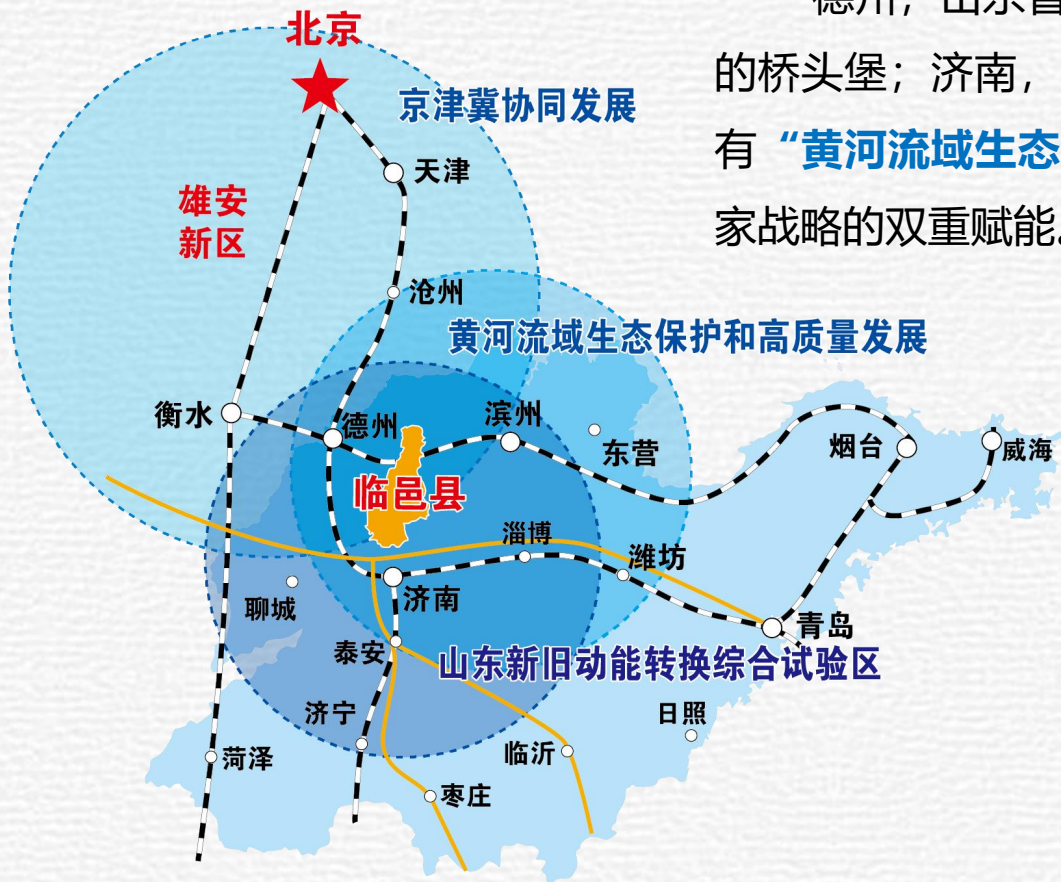 德州，山东省
的桥头堡；济南，
有“黄河流域生态
家战略的双重赋能。
北京
京津冀协同发展
天津
雄安
新区
沧州
黄河流域生态保护和高质量发展
衡水
德州
滨州
东营
烟台
威海
临邑县
淄博
潍坊
聊城
济南
青岛
泰安
山东新旧动能转换综合试验区
济宁
日照
菏泽
临沂
枣庄